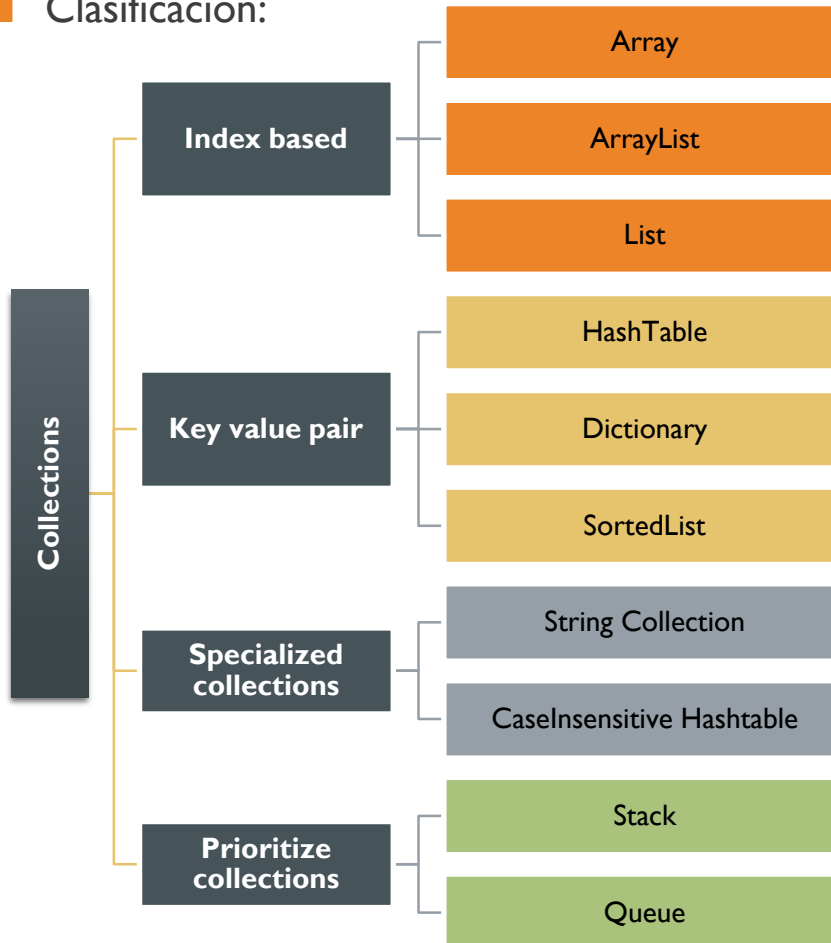 Clasificación:
Collections
Index based
Array
ArrayList
List
Key value pair
HashTable
Dictionary
SortedList
Specialized
collections
String Collection
CaseInsensitive Hashtable
Prioritize
collections
Stack
Queue